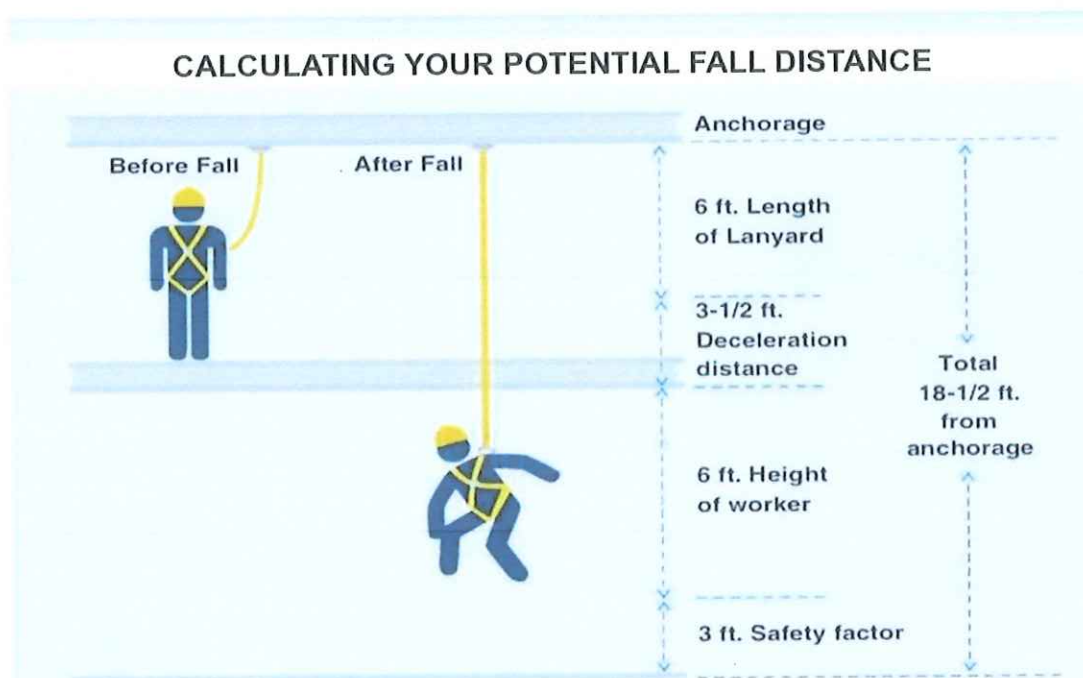 CALCULATING YOUR POTENTIAL FALL DISTANCE
Anchorage
Before Fall
After Fall
6 ft. Length
of Lanyard
3-1/2 ft.
Deceleration
distance
Total
18-1/2 ft.
from
anchorage
6 ft. Height
of worker
3 ft. Safety factor